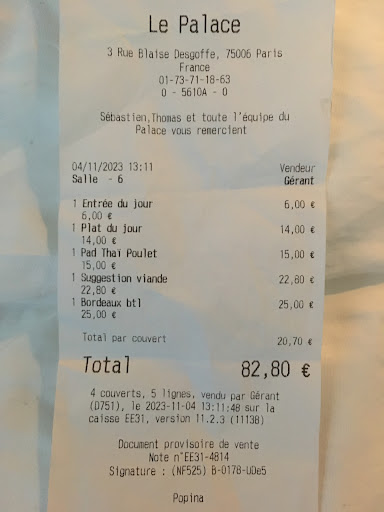 Le Palace
3 Rue Blaise Desgoffe, 75006 Paris
France
01-73-71-18-63
0 - 5610A - 0
Sébastien,Thomas et toute l'équipe du
Palace vous remercient
04/11/2023 13:11 Vendeur
Salle - 6 Gérant
1 Entrée du jour 6,00 €
6,00 €
1 Plat du jour 14,00 €
14,00 €
1 Pad Thaï Poulet 15,00 €
15,00 €
1 Suggestion viande 22,80 €
22,80 €
1 Bordeaux btl 25,00 €
25,00 €
Total par couvert 20,70 €
Total 82,80 €
4 couverts, 5 lignes, vendu par Gérant
(D751), le 2023-11-04 13:11:48 sur la
caisse EE31, version 11.2.3 (11138)
Document provisoire de vente
Note n°EE31-4814
Signature : (NF525) B-0178-UDe5
Popina